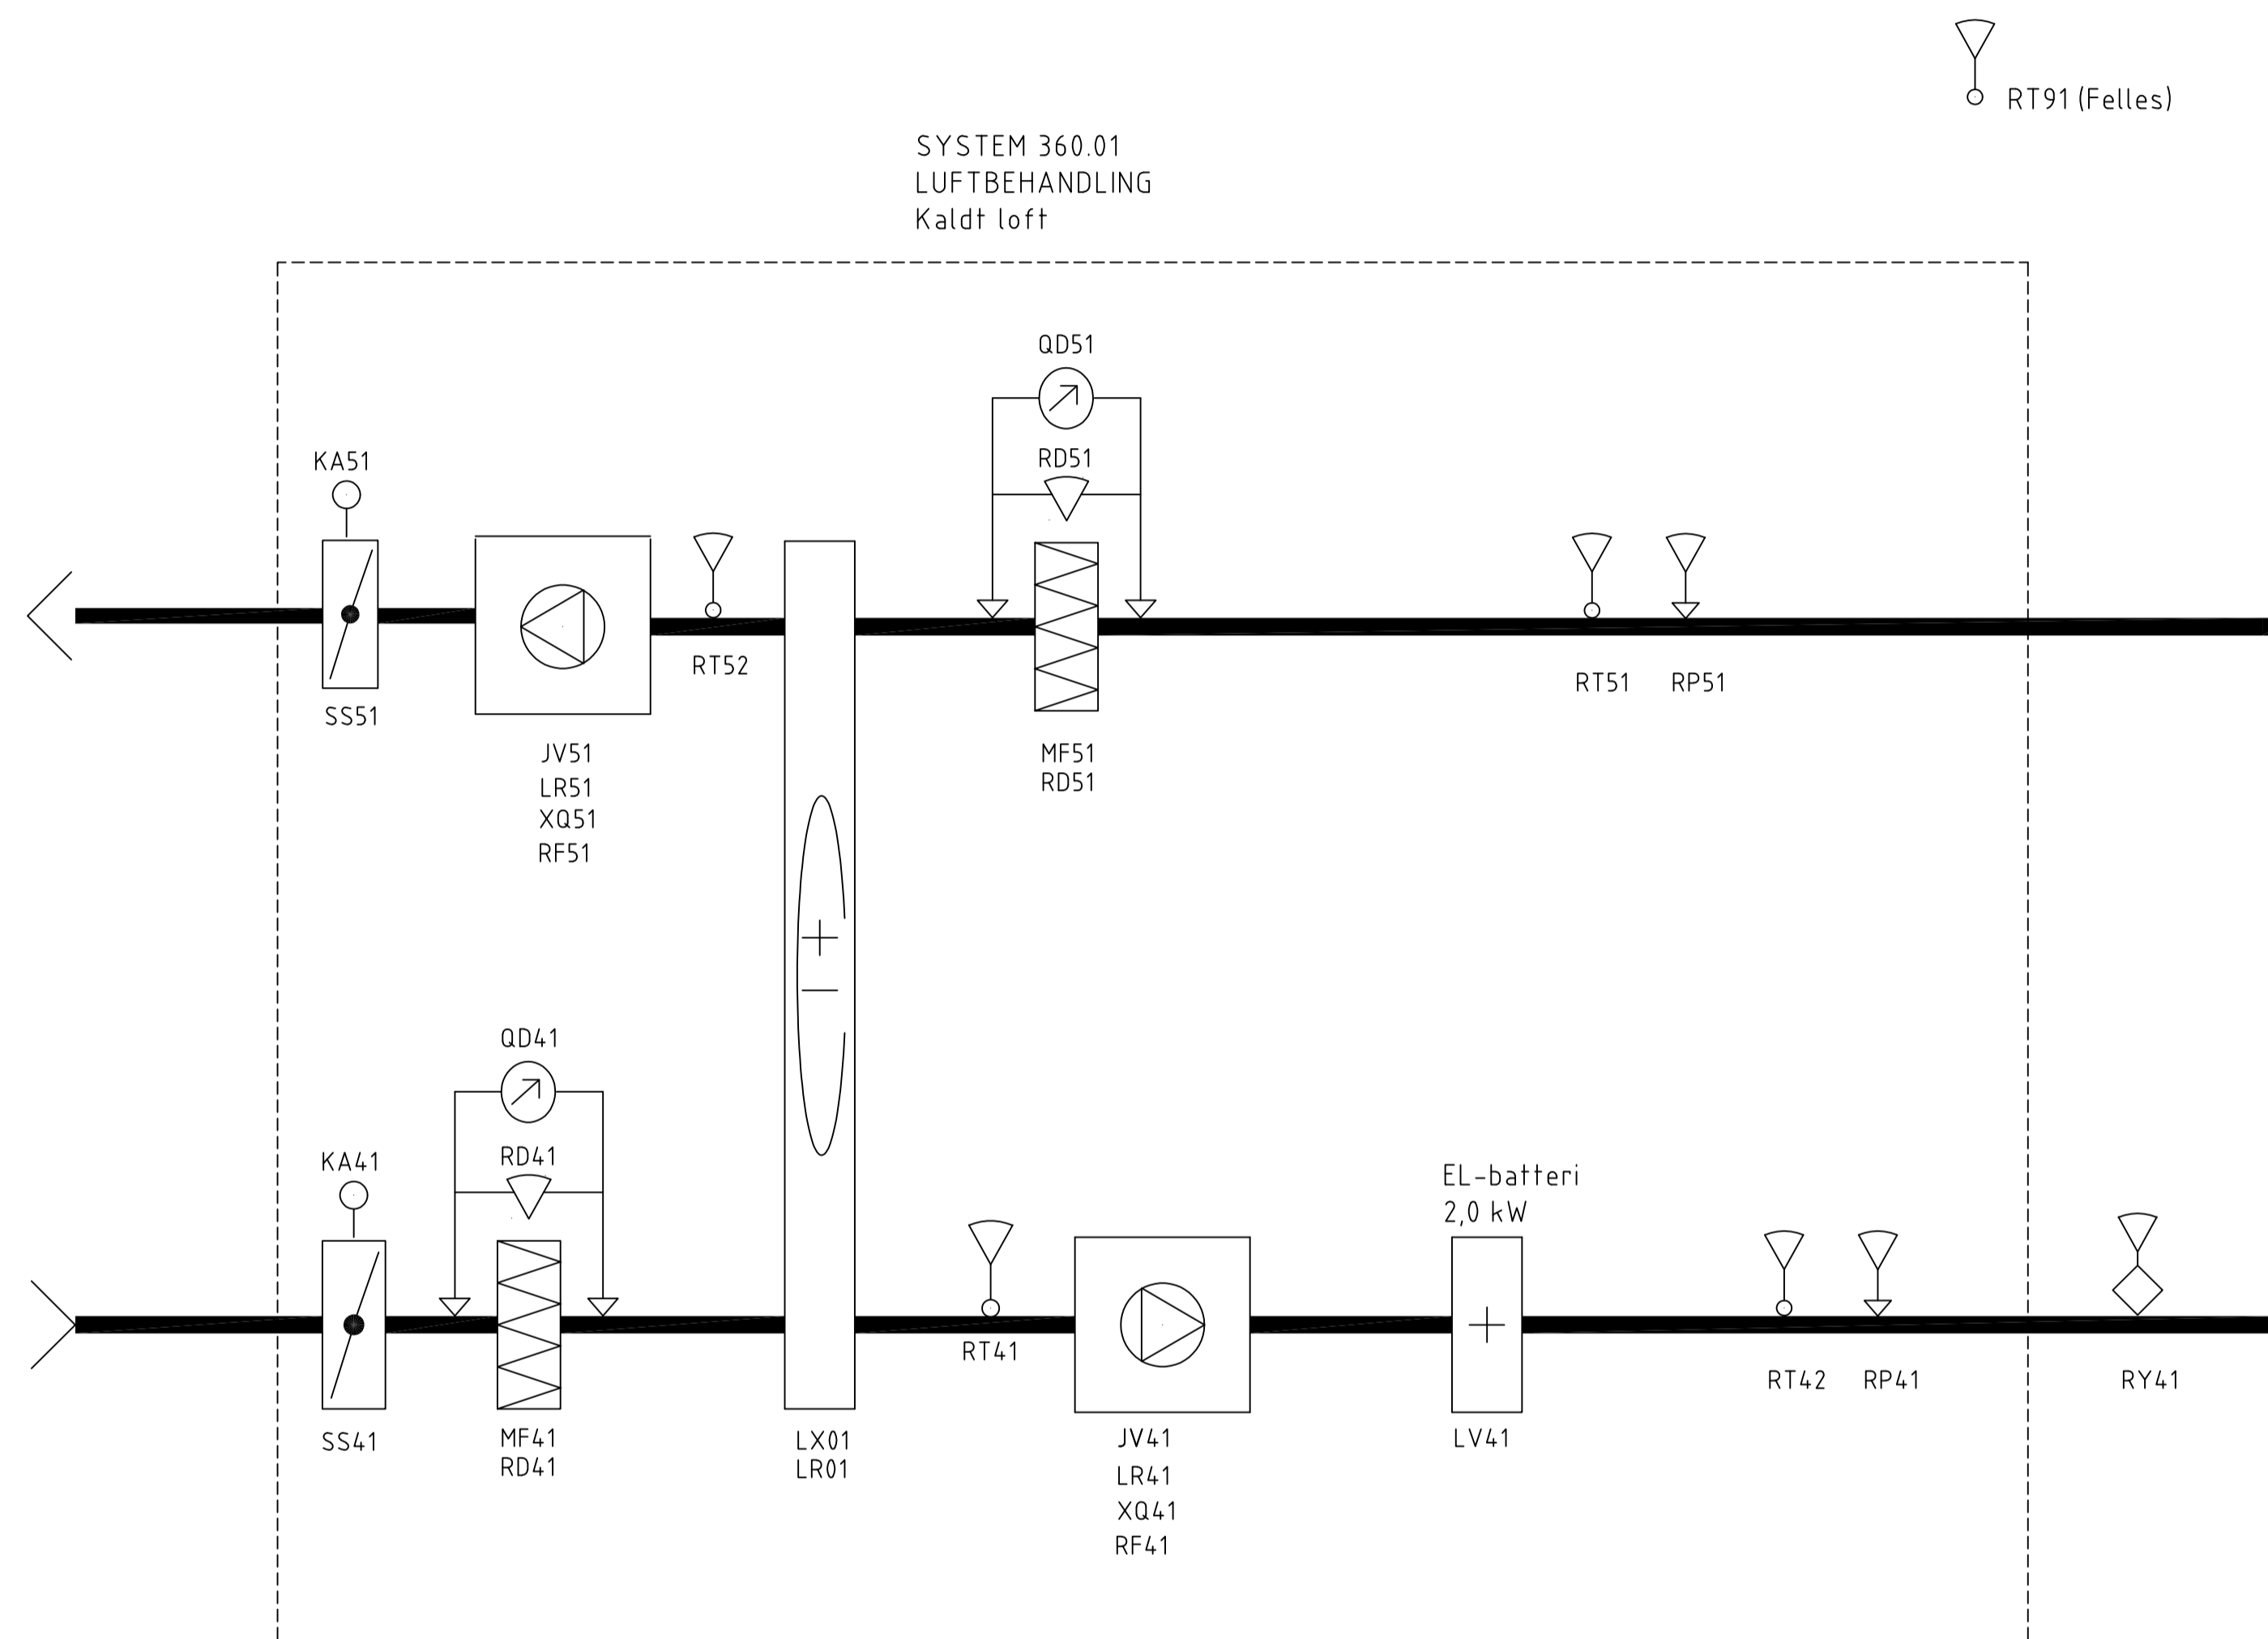 RT91 (Felles)
SYSTEM 360.01
LUFTBEHANDLING
Kaldt loft
QD51
RD51
KA51
RT52
RT51
RP51
SS51
JV51
LR51
XQ51
RF51
MF51
RD51
QD41
RD41
KA41
EL-batteri
2,0 kW
RT41
RT42
RP41
RY41
SS41
MF41
RD41
LX01
LR01
JV41
LR41
XQ41
RF41
LV41